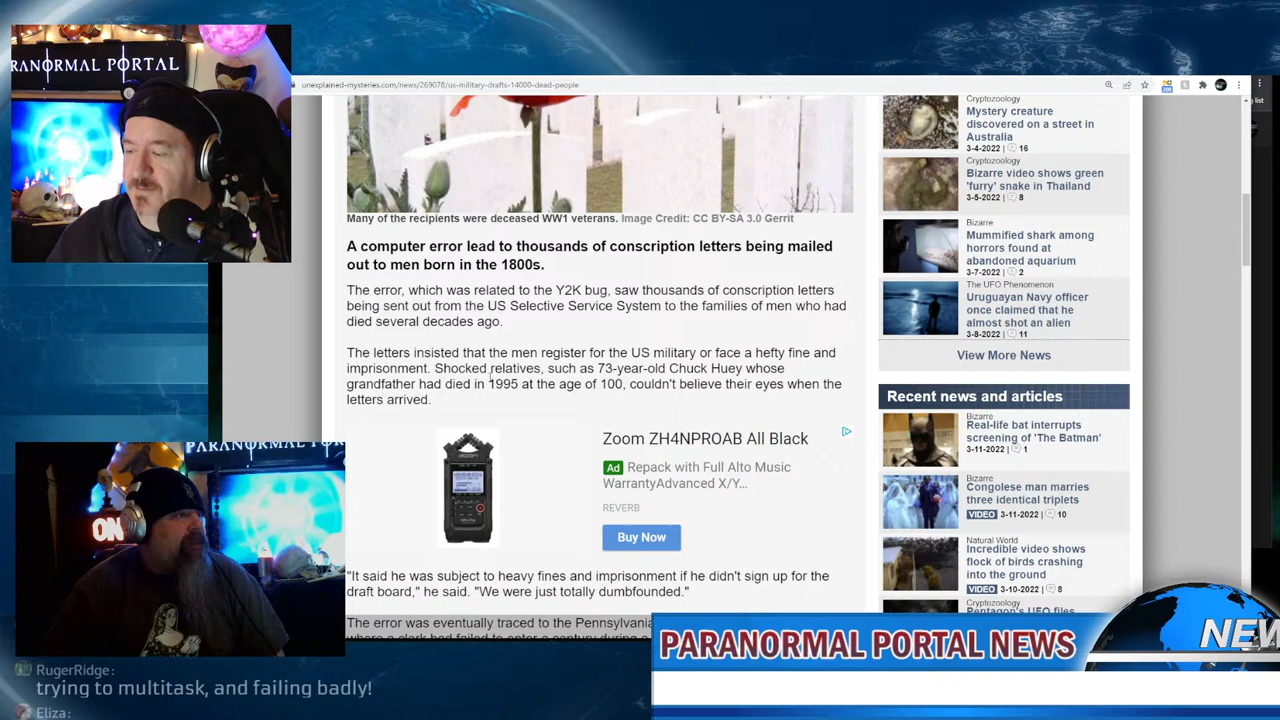 RANORMAL PORTAL
unexplained-mysteries.com/news/269078/us-military-drafts-14000-dead-people
Many of the recipients were deceased WW1 veterans. Image Credit: CC BY-SA 3.0 Gerrit
A computer error lead to thousands of conscription letters being mailed
out to men born in the 1800s.
The error, which was related to the Y2K bug, saw thousands of conscription letters
being sent out from the US Selective Service System to the families of men who had
died several decades ago.
The letters insisted that the men register for the US military or face a hefty fine and
imprisonment. Shocked relatives, such as 73-year-old Chuck Huey whose
grandfather had died in 1995 at the age of 100, couldn't believe their eyes when the
letters arrived.
Zoom ZH4NPROAB All Black
Ad Repack with Full Alto Music
WarrantyAdvanced X/Y...
REVERB
Buy Now
"It said he was subject to heavy fines and imprisonment if he didn't sign up for the
draft board," he said. "We were just totally dumbfounded."
The error was eventually traced to the Pennsylvania
where a clerk had failed to enter a century during a
Cryptozoology
Mystery creature
discovered on a street in
Australia
3-4-2022 | 16
Cryptozoology
Bizarre video shows green
'furry' snake in Thailand
3-5-2022 | 8
Bizarre
Mummified shark among
horrors found at
abandoned aquarium
3-7-2022 | 2
The UFO Phenomenon
Uruguayan Navy officer
once claimed that he
almost shot an alien
3-8-2022 | 11
View More News
Recent news and articles
Bizarre
Real-life bat interrupts
screening of 'The Batman'
3-11-2022 | 1
Bizarre
Congolese man marries
three identical triplets
VIDEO 3-11-2022 | 10
Natural World
Incredible video shows
flock of birds crashing
into the ground
VIDEO 3-10-2022 | 8
Cryptozoology
Pentagon's UFO files
list
PARANORMAL PORTAL
ON
PARANORMAL PORTAL NEWS
NEW
RugerRidge:
trying to multitask, and failing badly!
Eliza: